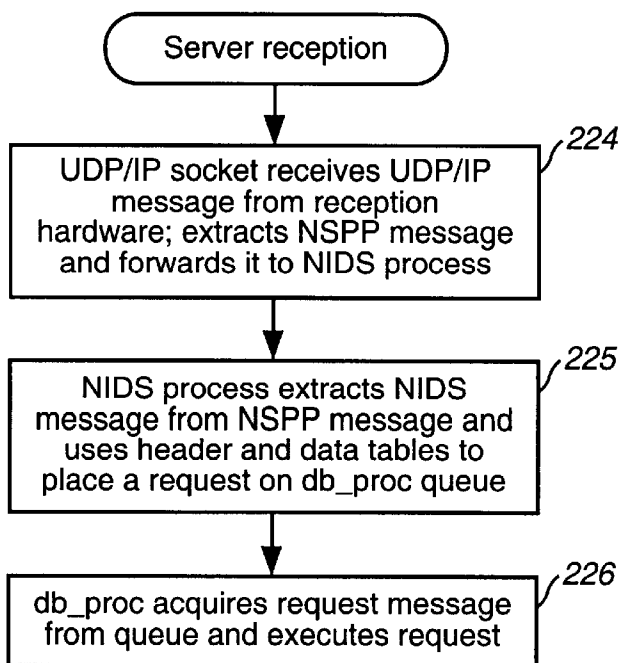 Server reception
224
UDP/IP socket receives UDP/IP
message from reception
hardware; extracts NSPP message
and forwards it to NIDS process
225
NIDS process extracts NIDS
message from NSPP message and
uses header and data tables to
place a request on db_proc queue
226
db_proc acquires request message
from queue and executes request